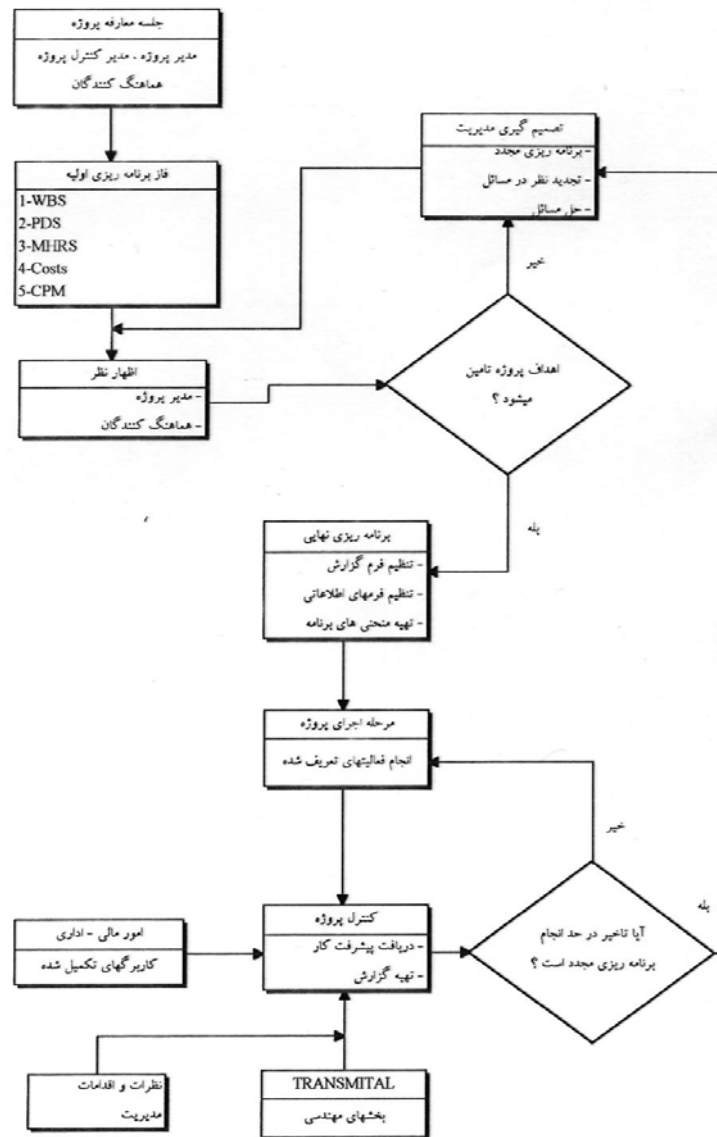 جلسه معارفه پروژه
مدیر پروژه . مدیر کنترل پروژه
هماهنگ کنندگان
فاز برنامه ریزی اولیه
1-WBS
2-PDS
3-MHRS
4-Costs
5-CPM
اظهار نظر
- مدیر پروژه
- هماهنگ کنندگان
تصمیم گیری مدیریت
- برنامه ریزی مجدد
- تجدید نظر در مسائل
- حل مسائل
خیر
اهداف پروژه تامین
میشود ؟
بله
برنامه ریزی نهایی
- تنظیم فرم گزارش
- تنظیم فرمهای اطلاعاتی
- تهیه منحنی های برنامه
مرحله اجرای پروژه
انجام فعالیتهای تعریف شده
خیر
بله
آیا تاخیر در حد انجام
برنامه ریزی مجدد است ؟
کنترل پروژه
- دریافت پیشرفت کار
- تهیه گزارش
امور مالی - اداری
کاربرگهای تکمیل شده
نظرات و اقدامات
مدیریت
TRANSMITAL
بخشهای مهندسی